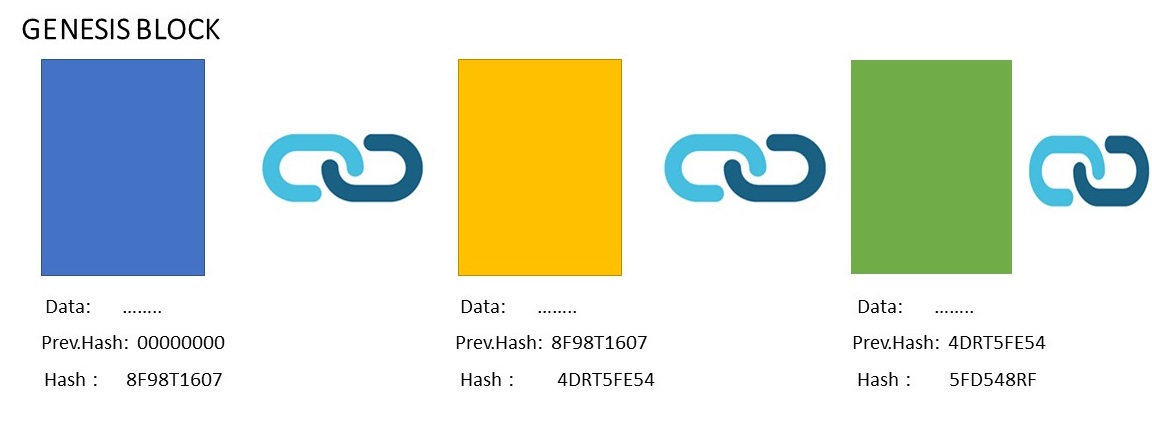 GENESIS BLOCK
Data: ........
Prev.Hash: 00000000
Hash : 8F98T1607
Data: ........
Prev.Hash: 8F98T1607
Hash : 4DRT5FE54
Data: ........
Prev.Hash: 4DRT5FE54
Hash : 5FD548RF